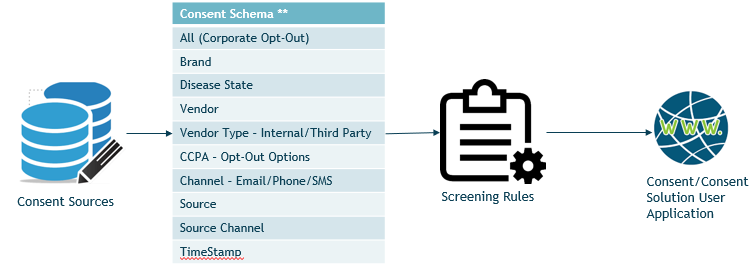 Consent Schema **
All (Corporate Opt-Out)
Brand
Disease State
Vendor
Vendor Type - Internal/Third Party
CCPA - Opt-Out Options
Channel - Email/Phone/SMS
Source
Source Channel
TimeStamp
Consent Sources
Screening Rules
WWW.
Consent/Consent
Solution User
Application